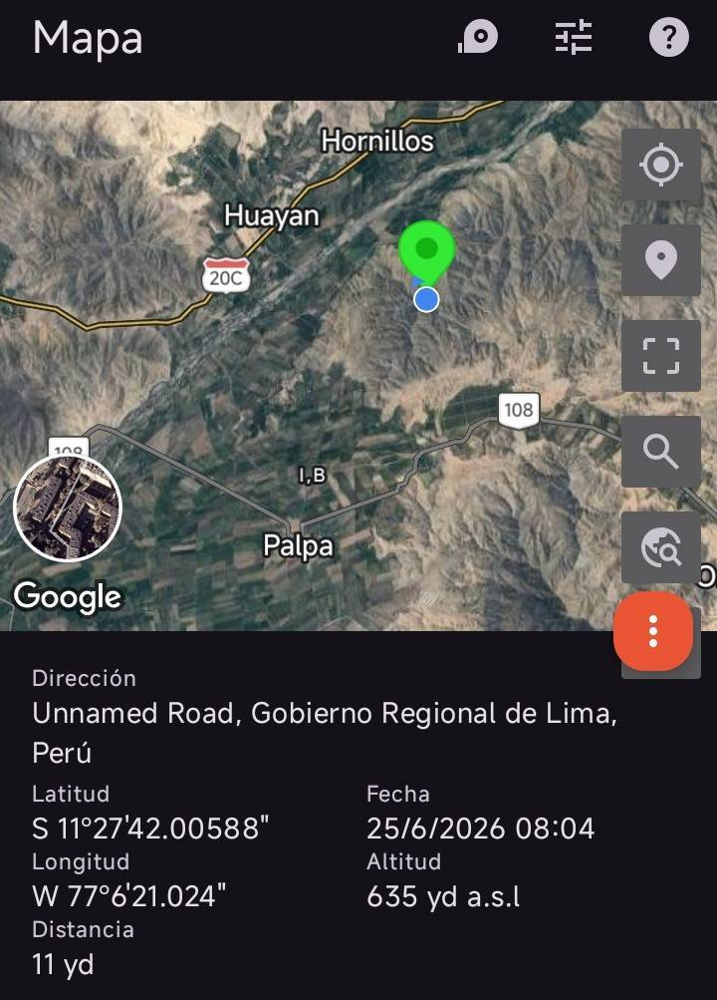 Mapa
Hornillos
Huayan
20C
108
108
I,B
Palpa
Google
Dirección
Unnamed Road, Gobierno Regional de Lima,
Perú
Latitud
S 11°27'42.00588"
Fecha
25/6/2026 08:04
Longitud
W 77°6'21.024"
Altitud
635 yd a.s.l
Distancia
11 yd